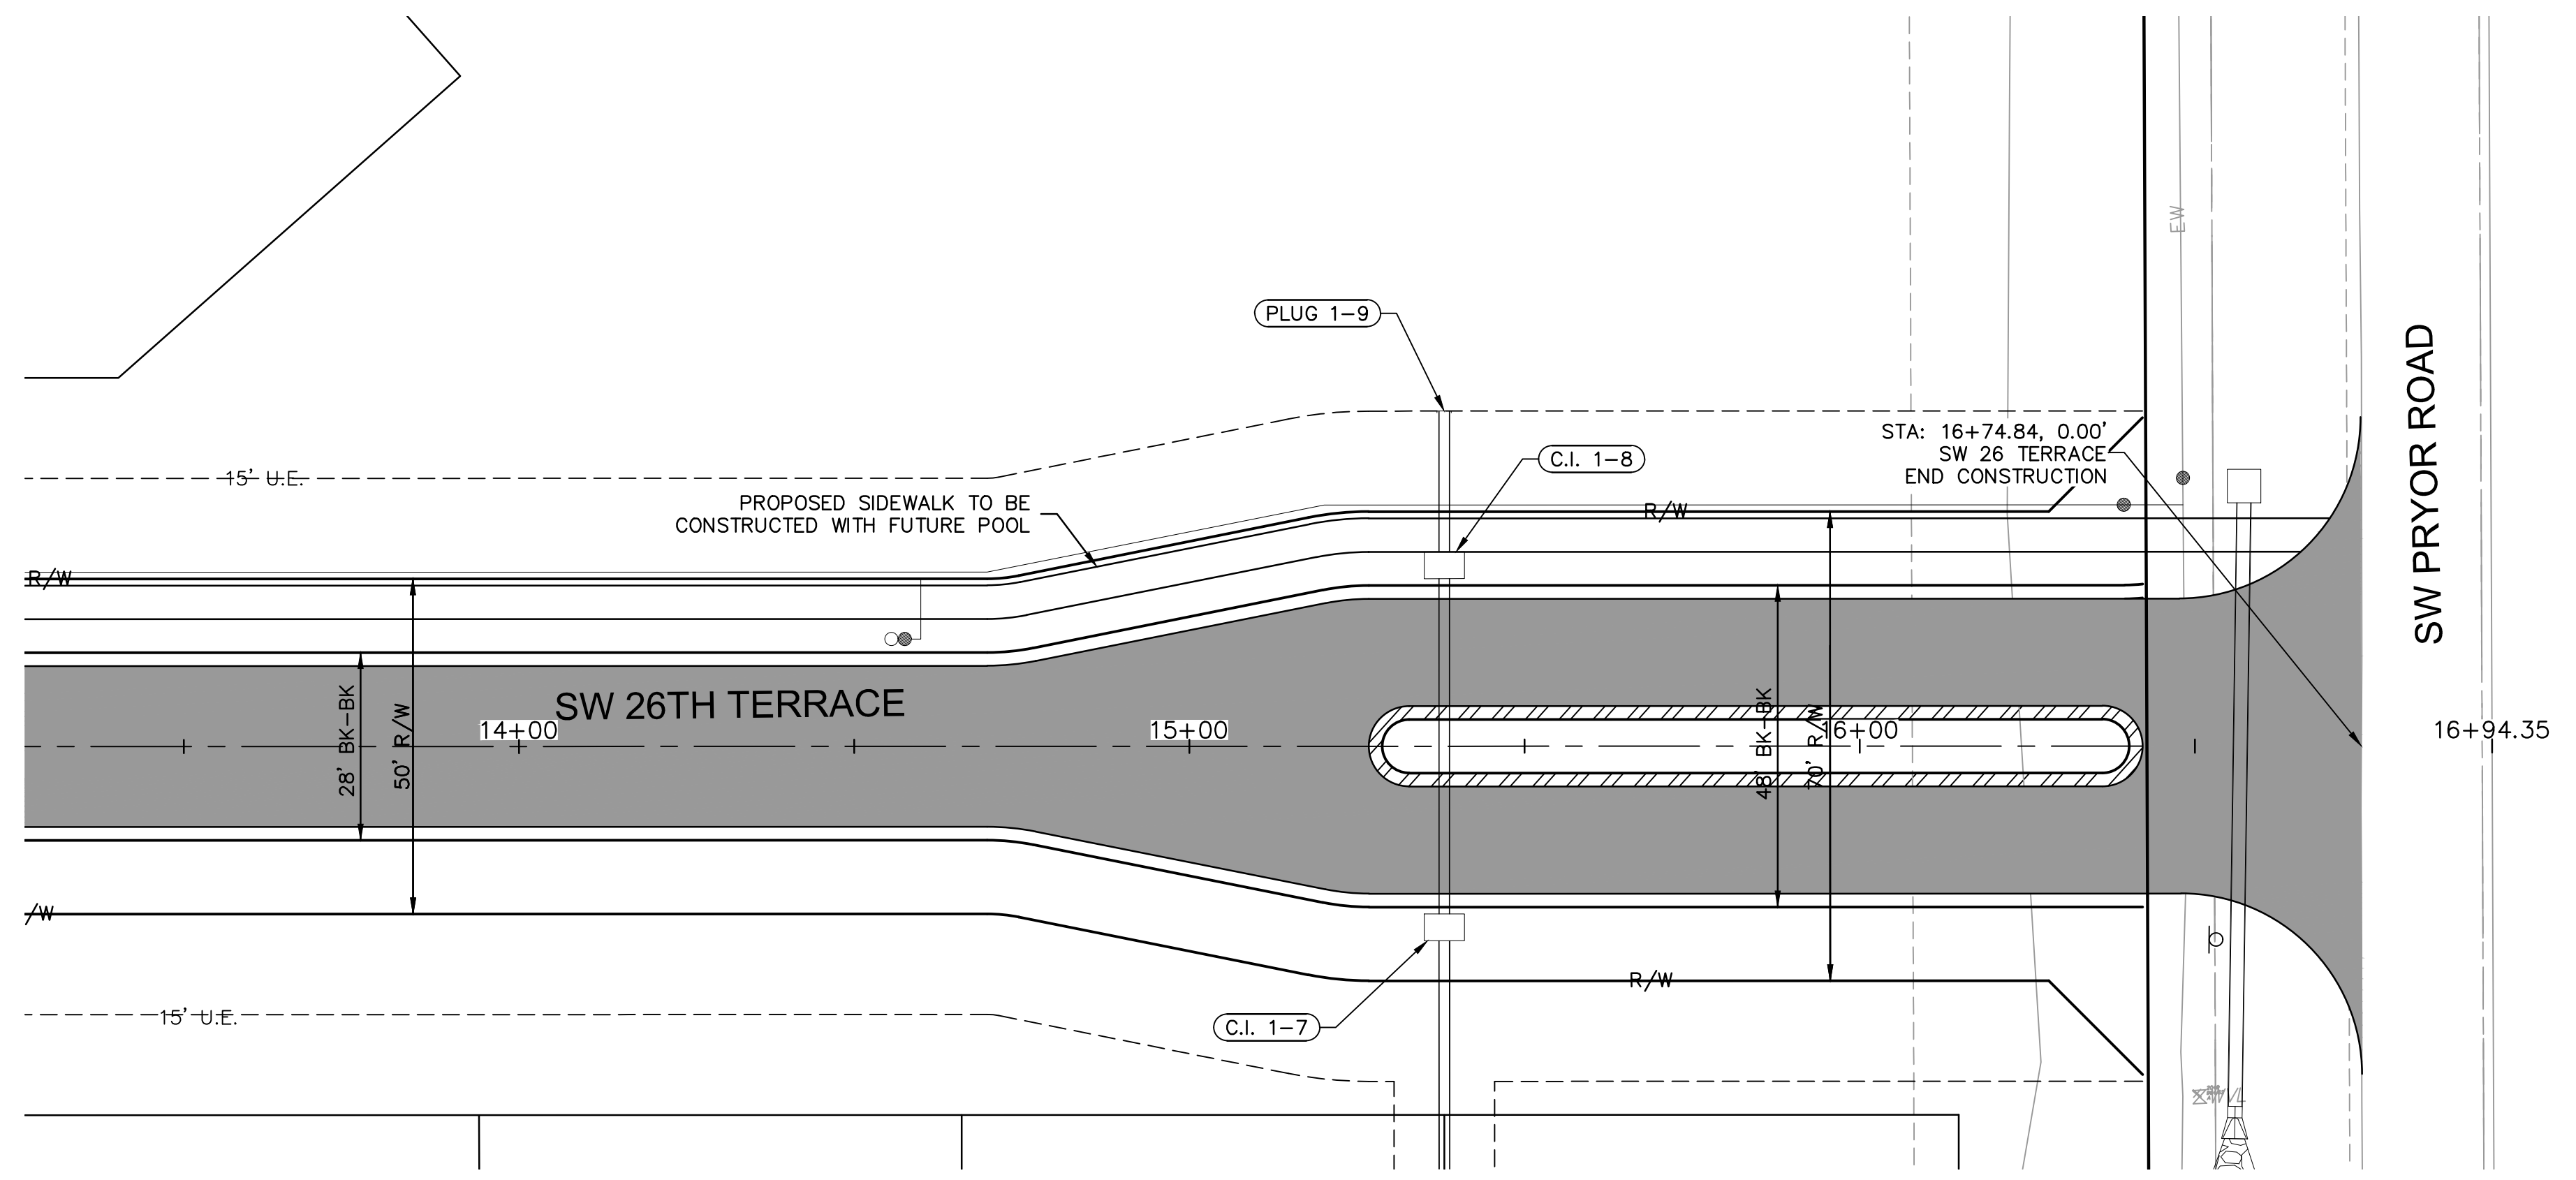 EW
PLUG 1-9
SW PRYOR ROAD
STA: 16+74.84, 0.00'
SW 26 TERRACE
END CONSTRUCTION
C.I. 1-8
15' U.E.
PROPOSED SIDEWALK TO BE
CONSTRUCTED WITH FUTURE POOL
R/W
R/W
28' BK-BK
50' R/W
SW 26TH TERRACE
14+00
15+00
48' BK-BK
70' R/W
16+00
16+94.35
/W
R/W
15' U.E.
C.I. 1-7